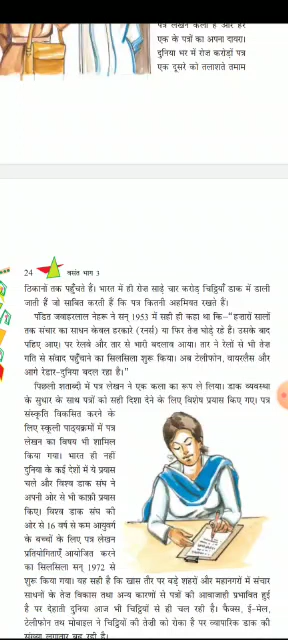 पत्र लेखन कला है और हर
एक के पत्रों का अपना दायरा।
दुनिया भर में रोज करोड़ों पत्र
एक दूसरे को तलाशते तमाम
24 वसंत भाग 3
ठिकानों तक पहुँचते हैं। भारत में ही रोज साढ़े चार करोड़ चिट्ठियाँ डाक में डाली
जाती हैं जो साबित करती हैं कि पत्र कितनी अहमियत रखते हैं।
पंडित जवाहरलाल नेहरू ने सन् 1953 में सही ही कहा था कि–"हजारों सालों
तक संचार का साधन केवल हरकारे (रनर्स) या फिर तेज घोड़े रहे हैं। उसके बाद
पहिए आए। पर रेलवे और तार से भारी बदलाव आया। तार ने रेलों से भी तेज
गति से संवाद पहुँचाने का सिलसिला शुरू किया। अब टेलीफोन, वायरलैस और
आगे रेडार–दुनिया बदल रहा है।"
पिछली शताब्दी में पत्र लेखन ने एक कला का रूप ले लिया। डाक व्यवस्था
के सुधार के साथ पत्रों को सही दिशा देने के लिए विशेष प्रयास किए गए। पत्र
संस्कृति विकसित करने के
लिए स्कूली पाठ्यक्रमों में पत्र
लेखन का विषय भी शामिल
किया गया। भारत ही नहीं
दुनिया के कई देशों में ये प्रयास
चले और विश्व डाक संघ ने
अपनी ओर से भी काफ़ी प्रयास
किए। विश्व डाक संघ की
ओर से 16 वर्ष से कम आयुवर्ग
के बच्चों के लिए पत्र लेखन
प्रतियोगिताएँ आयोजित करने
का सिलसिला सन् 1972 से
शुरू किया गया। यह सही है कि खास तौर पर बड़े शहरों और महानगरों में संचार
साधनों के तेज विकास तथा अन्य कारणों से पत्रों की आवाजाही प्रभावित हुई
है पर देहाती दुनिया आज भी चिट्ठियों से ही चल रही है। फैक्स, ई-मेल,
टेलीफोन तथ मोबाइल ने चिट्ठियों की तेजी को रोका है पर व्यापारिक डाक की
संख्या लगातार बढ़ रही है।